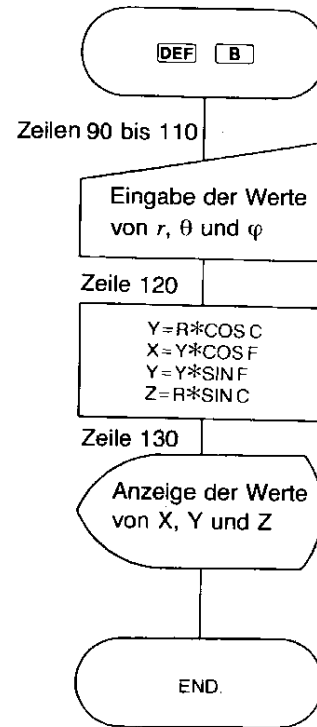 DEF B
Zeilen 90 bis 110
Eingabe der Werte
von r, θ und φ
Zeile 120
Y=R*COS C
X=Y*COS F
Y=Y*SIN F
Z=R*SIN C
Zeile 130
Anzeige der Werte
von X, Y und Z
END.